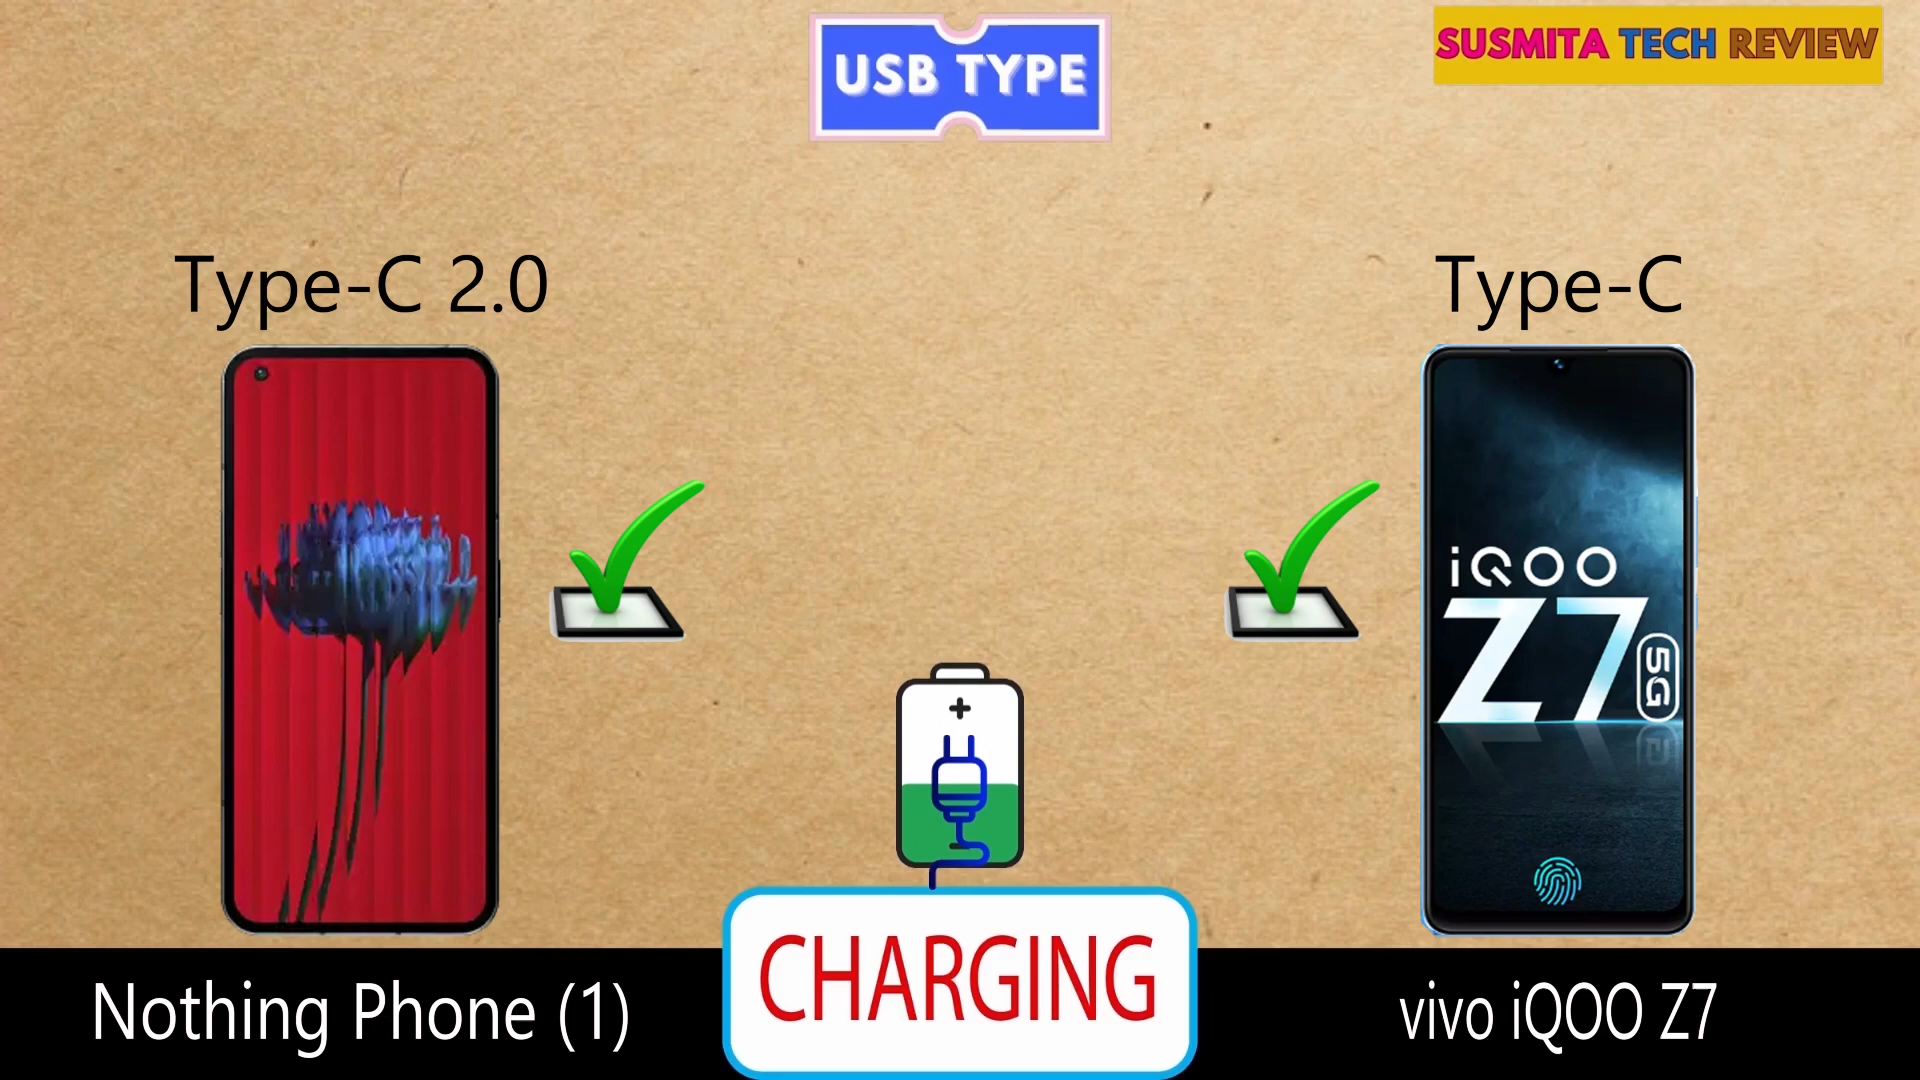 USB TYPE
SUSMITA TECH REVIEW
Type-C 2.0
Type-C
iQOO
Z7
5G
CHARGING
Nothing Phone (1)
vivo iQOO Z7